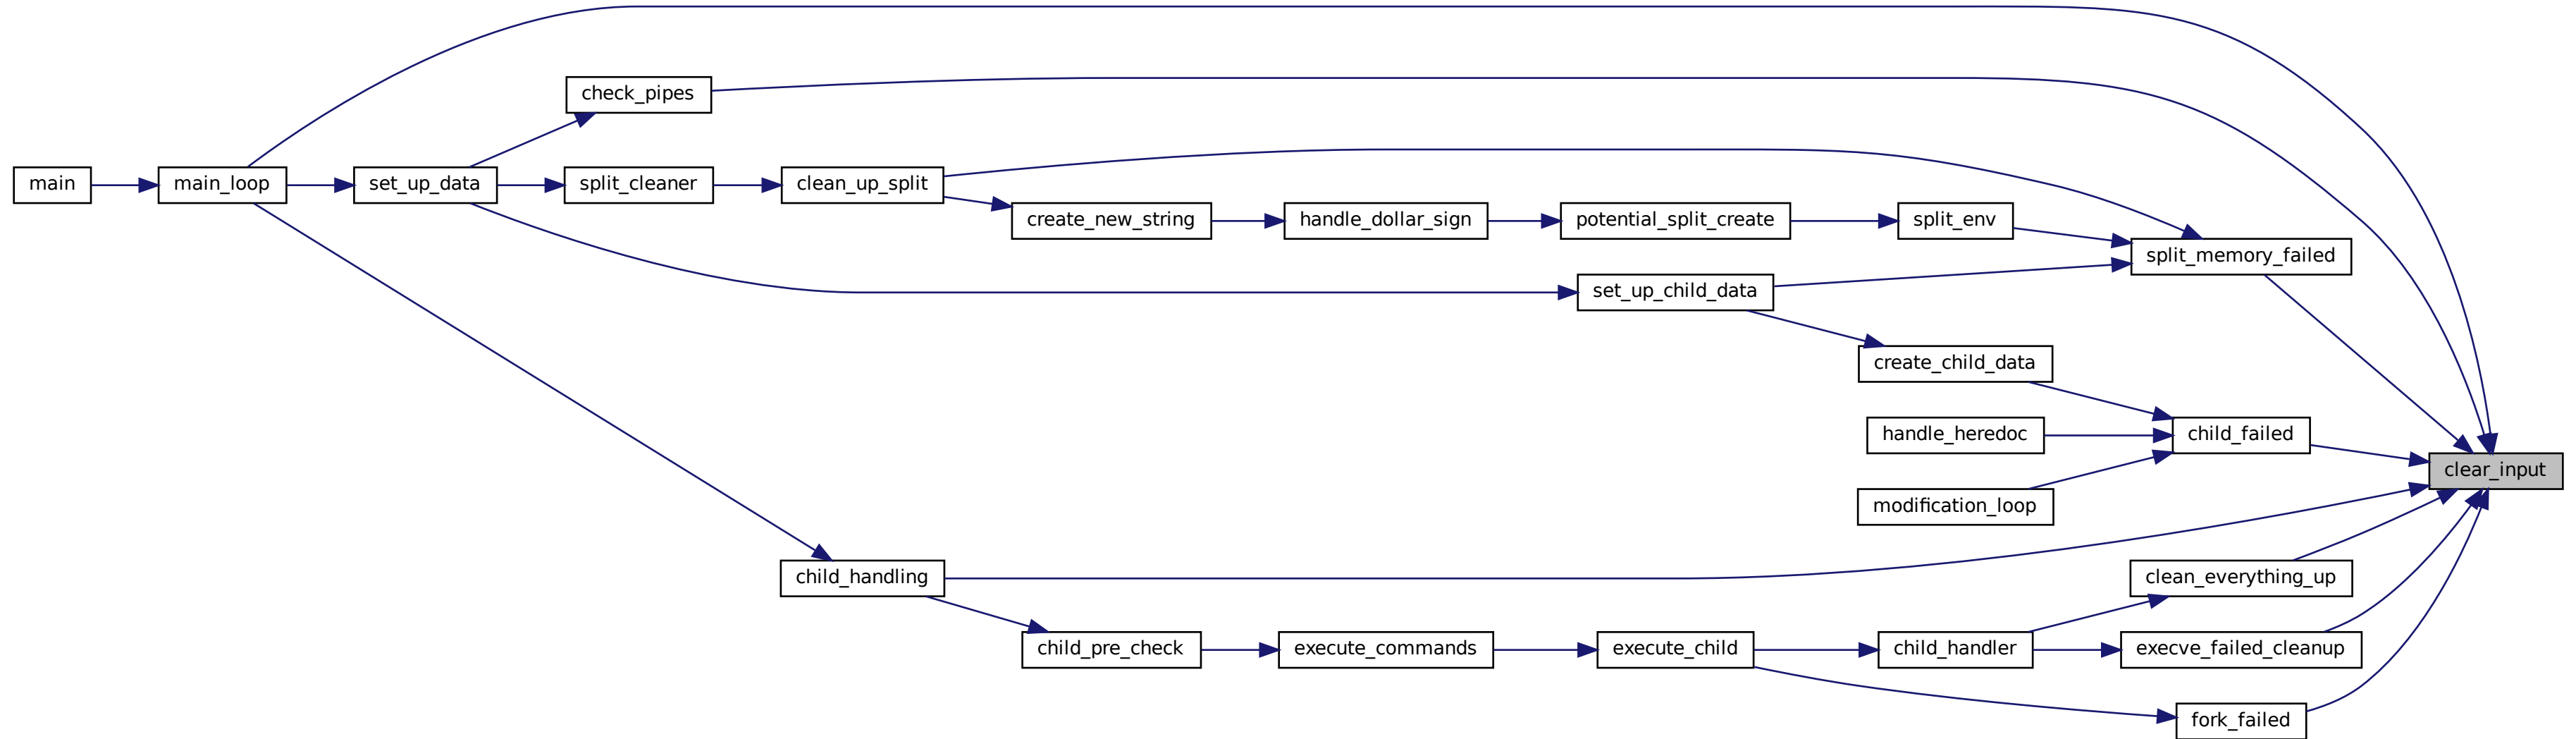 check_pipes
main
main_loop
set_up_data
split_cleaner
clean_up_split
create_new_string
handle_dollar_sign
potential_split_create
split_env
split_memory_failed
set_up_child_data
create_child_data
handle_heredoc
child_failed
clear_input
modification_loop
child_handling
clean_everything_up
child_pre_check
execute_commands
execute_child
child_handler
execve_failed_cleanup
fork_failed